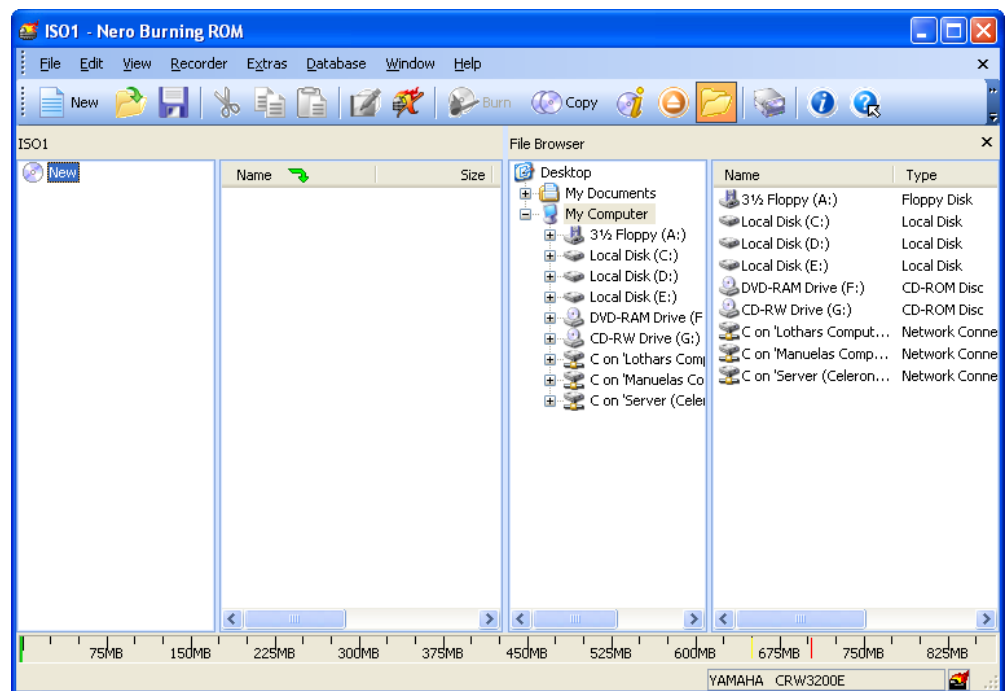 ISO1 - Nero Burning ROM
File Edit View Recorder Extras Database Window Help
New Burn Copy
ISO1
New
Name Size
File Browser
Desktop
My Documents
My Computer
3½ Floppy (A:)
Local Disk (C:)
Local Disk (D:)
Local Disk (E:)
DVD-RAM Drive (F
CD-RW Drive (G:)
C on 'Lothars Com
C on 'Manuelas Co
C on 'Server (Celer
Name Type
3½ Floppy (A:) Floppy Disk
Local Disk (C:) Local Disk
Local Disk (D:) Local Disk
Local Disk (E:) Local Disk
DVD-RAM Drive (F:) CD-ROM Disc
CD-RW Drive (G:) CD-ROM Disc
C on 'Lothars Comput... Network Conne
C on 'Manuelas Comp... Network Conne
C on 'Server (Celeron... Network Conne
75MB 150MB 225MB 300MB 375MB 450MB 525MB 600MB 675MB 750MB 825MB
YAMAHA CRW3200E